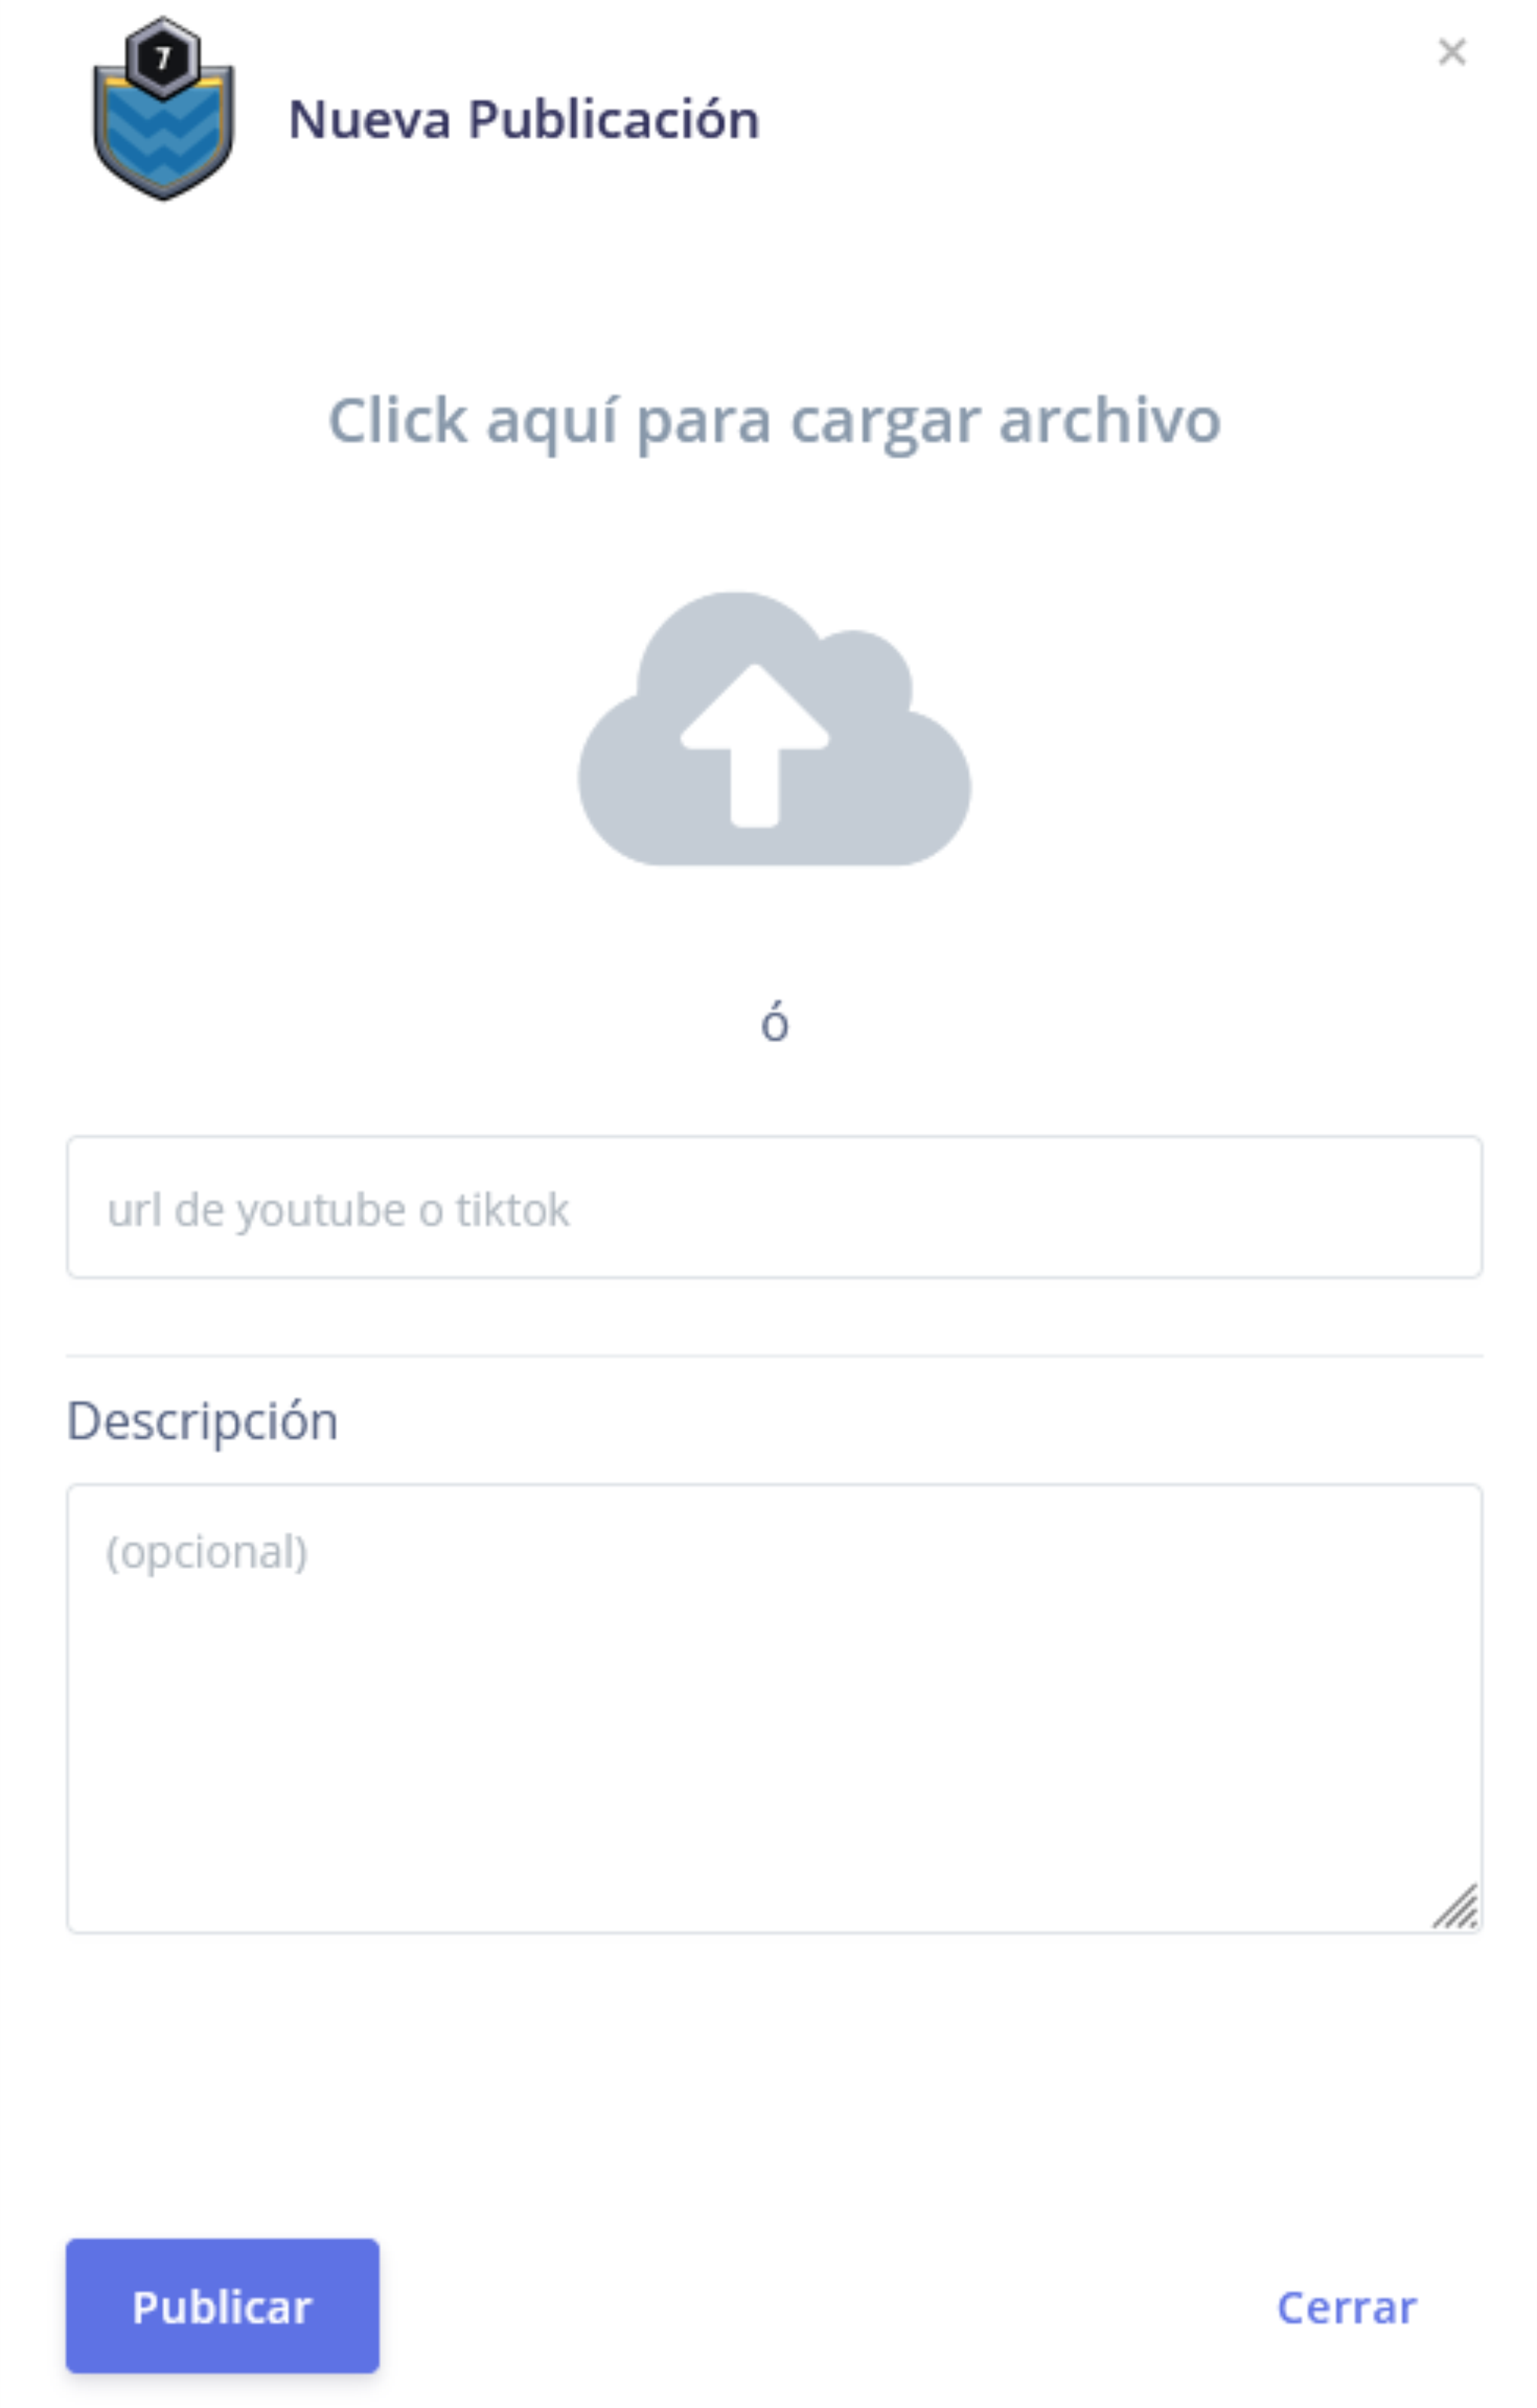 7
Nueva Publicación
Click aquí para cargar archivo
ó
url de youtube o tiktok
Descripción
(opcional)
Publicar
Cerrar